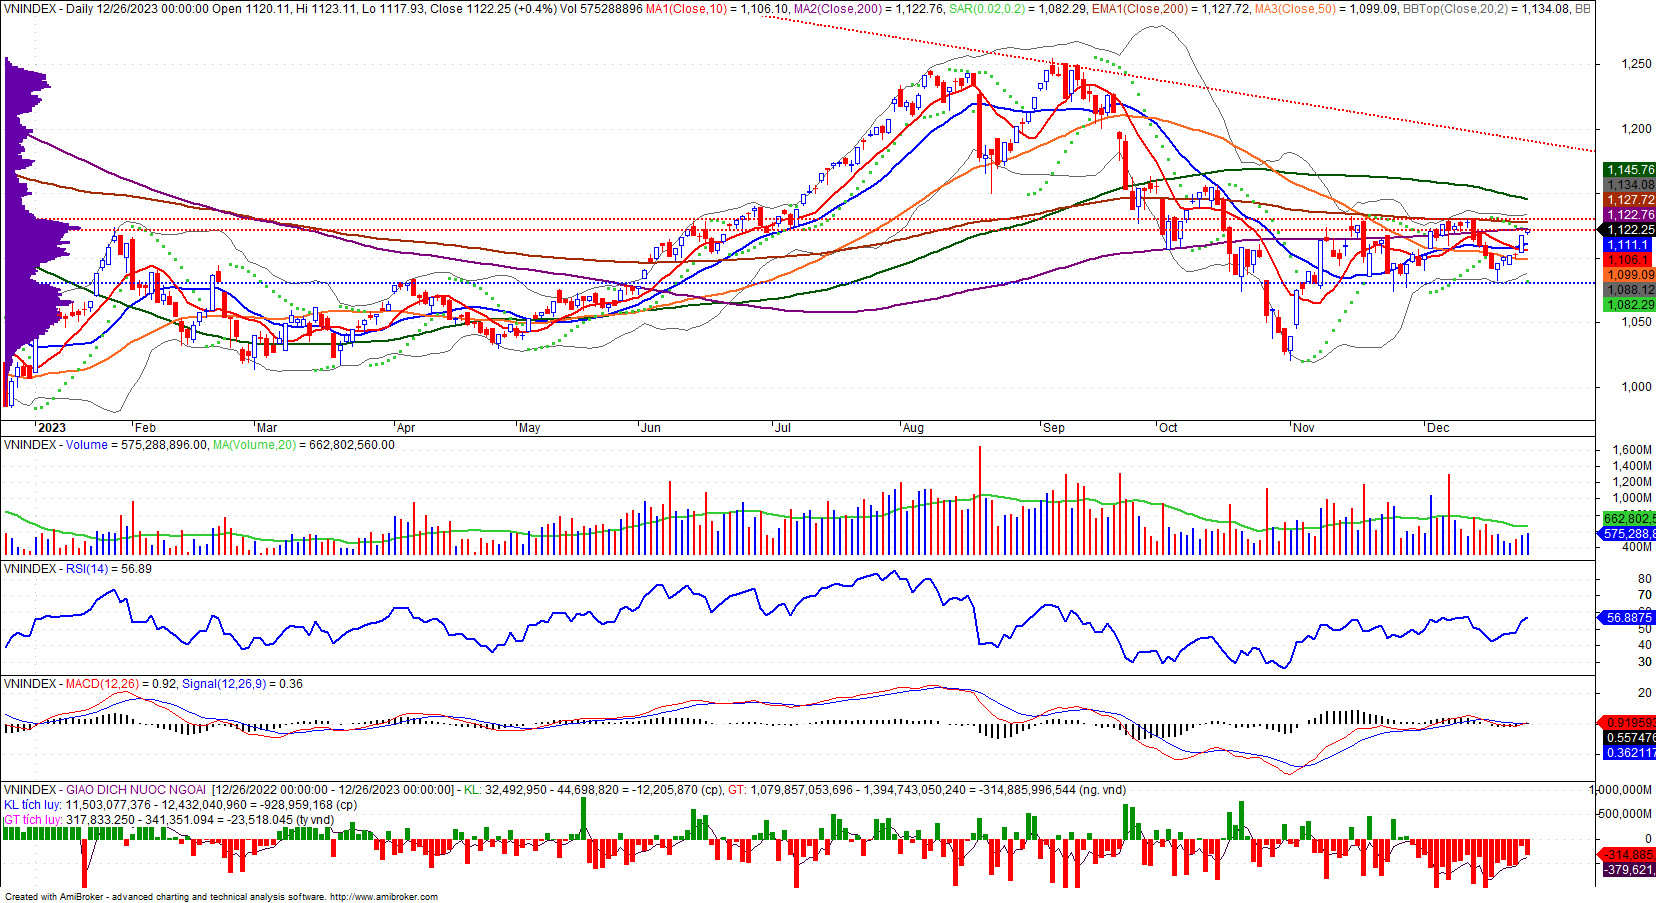 VNINDEX - Daily 12/26/2023 00:00:00 Open 1120.11, Hi 1123.11, Lo 1117.93, Close 1122.25 (+0.4%) Vol 575288896 MA1(Close,10) = 1,106.10, MA2(Close,200) = 1,122.76, SAR(0.02,0.2) = 1,082.29, EMA1(Close,200) = 1,127.72, MA3(Close,50) = 1,099.09, BBTop(Close,20,2) = 1,134.08, BB
1,250
1,200
1,145.76
1,134.08
1,127.72
1,122.76
1,122.25
1,111.1
1,106.1
1,099.09
1,088.12
1,082.29
1,050
1,000
2023 Feb Mar Apr May Jun Jul Aug Sep Oct Nov Dec
VNINDEX - Volume = 575,288,896.00, MA(Volume,20) = 662,802,560.00
1,600M
1,400M
1,200M
1,000M
662,802,5
575,288,8
400M
VNINDEX - RSI(14) = 56.89
80
70
56.8875
50
40
30
VNINDEX - MACD(12,26) = 0.92, Signal(12,26,9) = 0.36
20
0.919593
0.557476
0.362117
VNINDEX - GIAO DICH NUOC NGOAI [12/26/2022 00:00:00 - 12/26/2023 00:00:00] - KL: 32,492,950 - 44,698,820 = -12,205,870 (cp), GT: 1,079,857,053,696 - 1,394,743,050,240 = -314,885,996,544 (ng. vnd)
KL tích luy: 11,503,077,376 - 12,432,040,960 = -928,959,168 (cp)
GT tích luy: 317,833.250 - 341,351.094 = -23,518.045 (ty vnd)
1,000,000M
500,000M
0
-314,885,
-379,621,
Created with AmiBroker - advanced charting and technical analysis software. http://www.amibroker.com